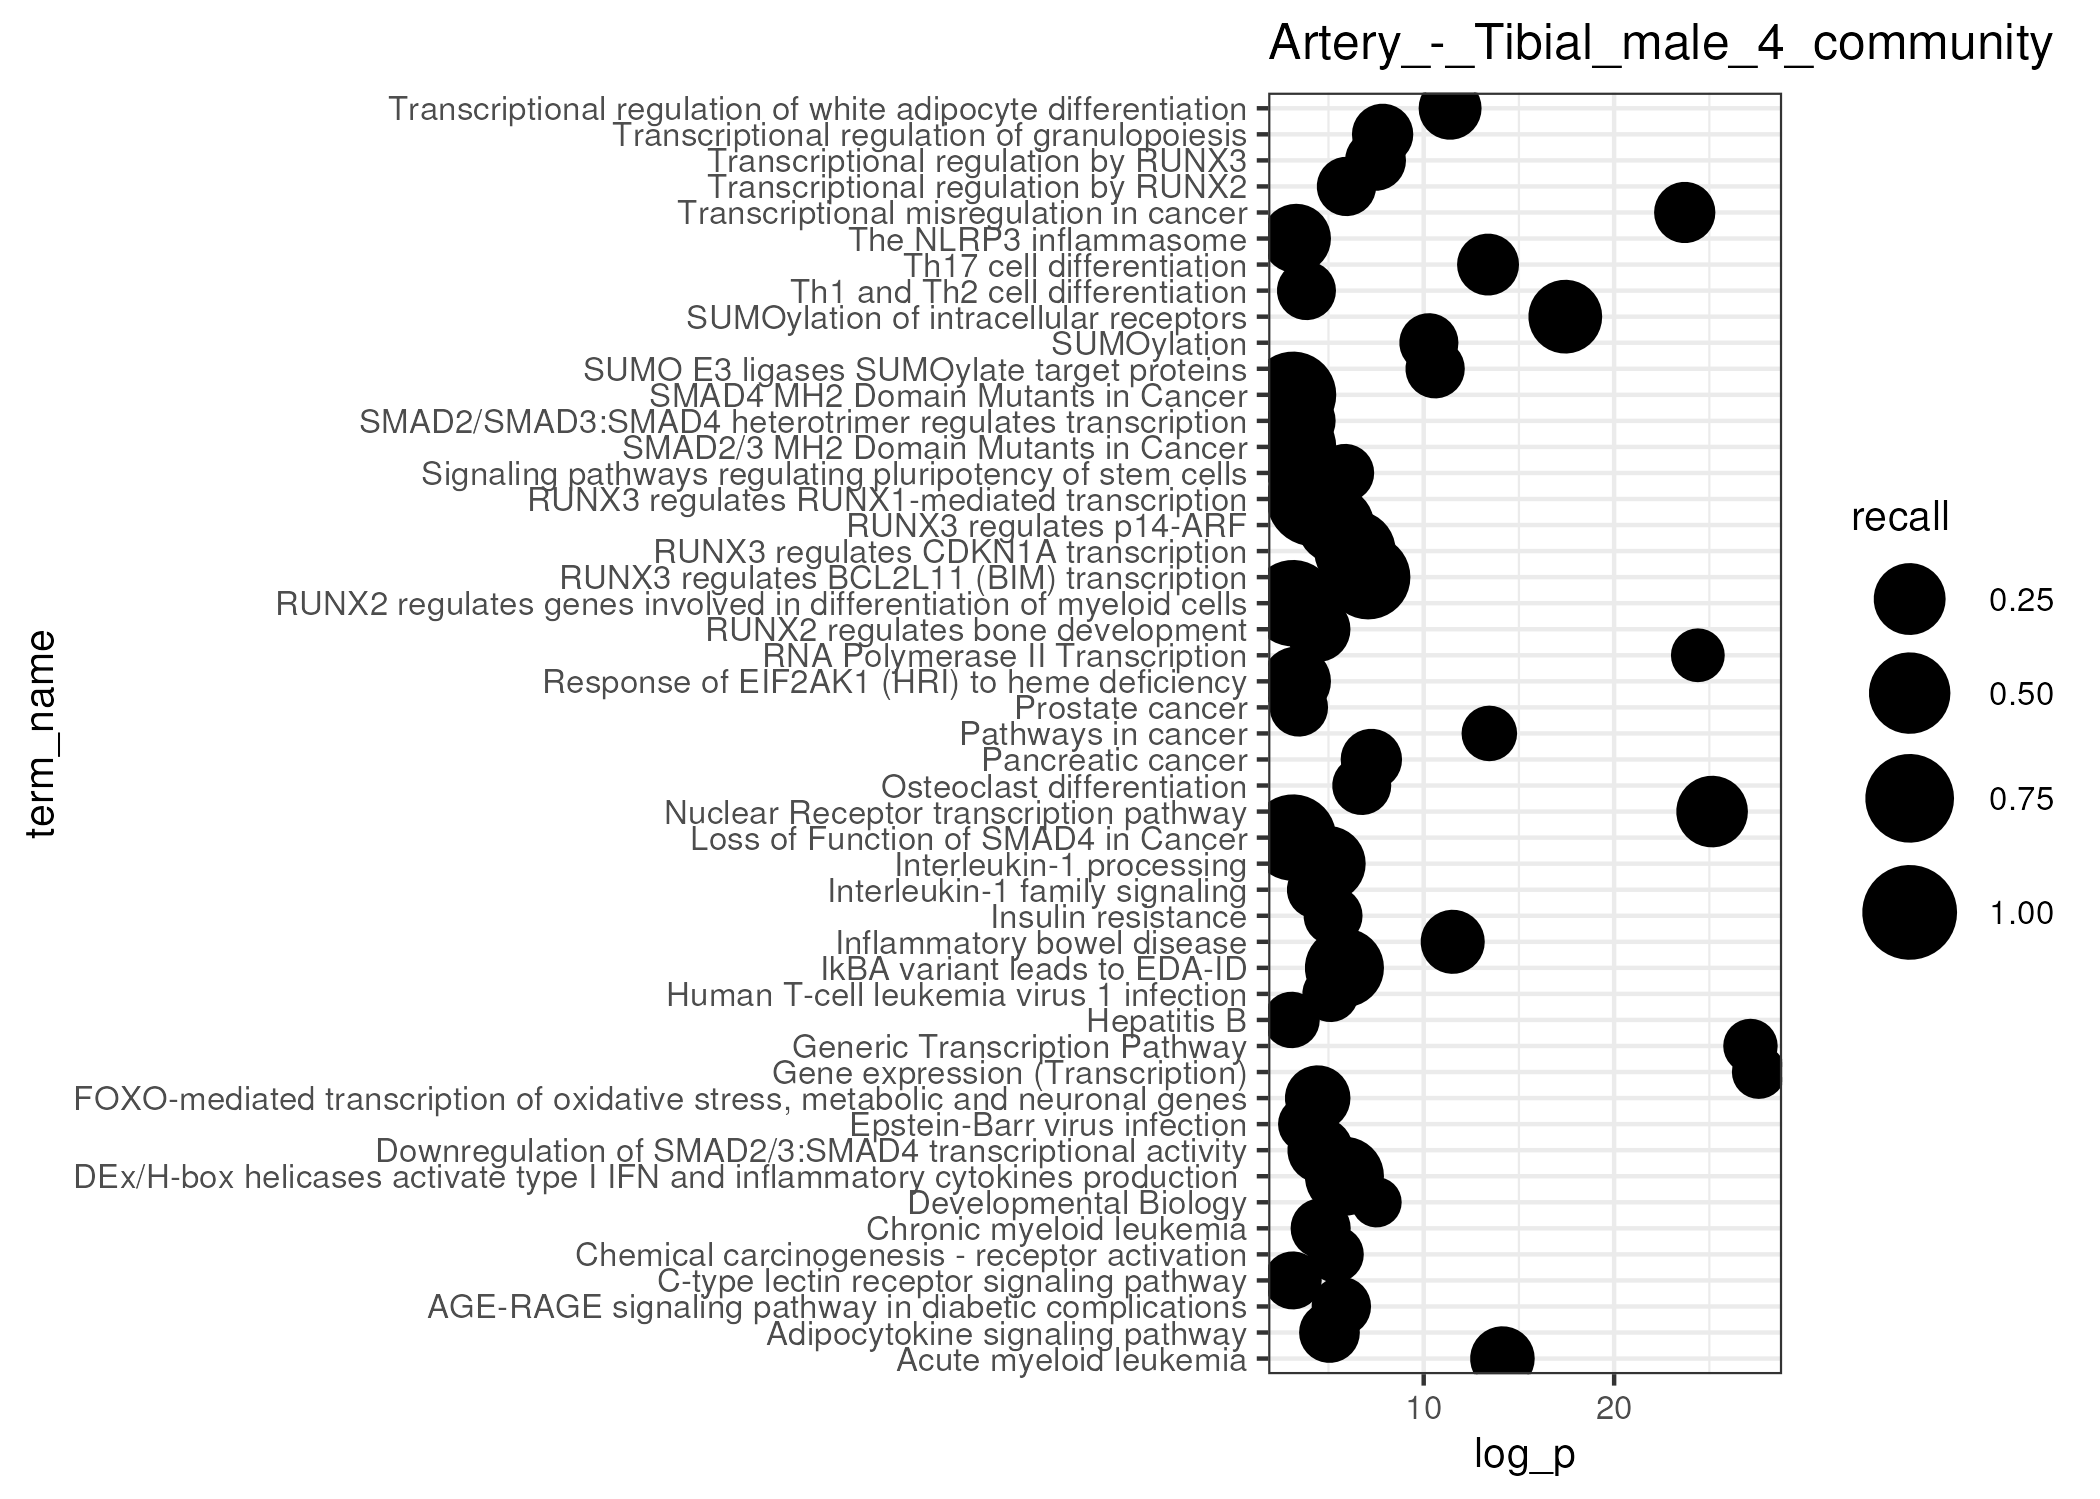 Artery_-_Tibial_male_4_community
Transcriptional regulation of white adipocyte differentiation
Transcriptional regulation of granulopoiesis
Transcriptional regulation by RUNX3
Transcriptional regulation by RUNX2
Transcriptional misregulation in cancer
The NLRP3 inflammasome
Th17 cell differentiation
Th1 and Th2 cell differentiation
SUMOylation of intracellular receptors
SUMOylation
SUMO E3 ligases SUMOylate target proteins
SMAD4 MH2 Domain Mutants in Cancer
SMAD2/SMAD3:SMAD4 heterotrimer regulates transcription
SMAD2/3 MH2 Domain Mutants in Cancer
Signaling pathways regulating pluripotency of stem cells
RUNX3 regulates RUNX1-mediated transcription
RUNX3 regulates p14-ARF
RUNX3 regulates CDKN1A transcription
RUNX3 regulates BCL2L11 (BIM) transcription
RUNX2 regulates genes involved in differentiation of myeloid cells
RUNX2 regulates bone development
RNA Polymerase II Transcription
Response of EIF2AK1 (HRI) to heme deficiency
Prostate cancer
Pathways in cancer
Pancreatic cancer
Osteoclast differentiation
Nuclear Receptor transcription pathway
Loss of Function of SMAD4 in Cancer
Interleukin-1 processing
Interleukin-1 family signaling
Insulin resistance
Inflammatory bowel disease
IkBA variant leads to EDA-ID
Human T-cell leukemia virus 1 infection
Hepatitis B
Generic Transcription Pathway
Gene expression (Transcription)
FOXO-mediated transcription of oxidative stress, metabolic and neuronal genes
Epstein-Barr virus infection
Downregulation of SMAD2/3:SMAD4 transcriptional activity
DEx/H-box helicases activate type I IFN and inflammatory cytokines production
Developmental Biology
Chronic myeloid leukemia
Chemical carcinogenesis - receptor activation
C-type lectin receptor signaling pathway
AGE-RAGE signaling pathway in diabetic complications
Adipocytokine signaling pathway
Acute myeloid leukemia
term_name
10
20
log_p
recall
0.25
0.50
0.75
1.00